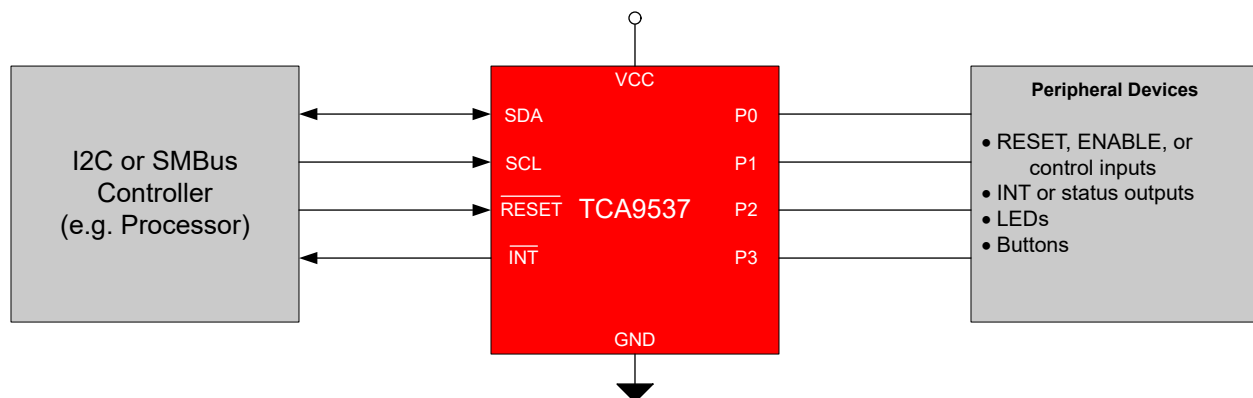 I2C or SMBus
Controller
(e.g. Processor)
VCC
SDA
SCL
RESET
INT
TCA9537
P0
P1
P2
P3
GND
Peripheral Devices
• RESET, ENABLE, or
control inputs
• INT or status outputs
• LEDs
• Buttons